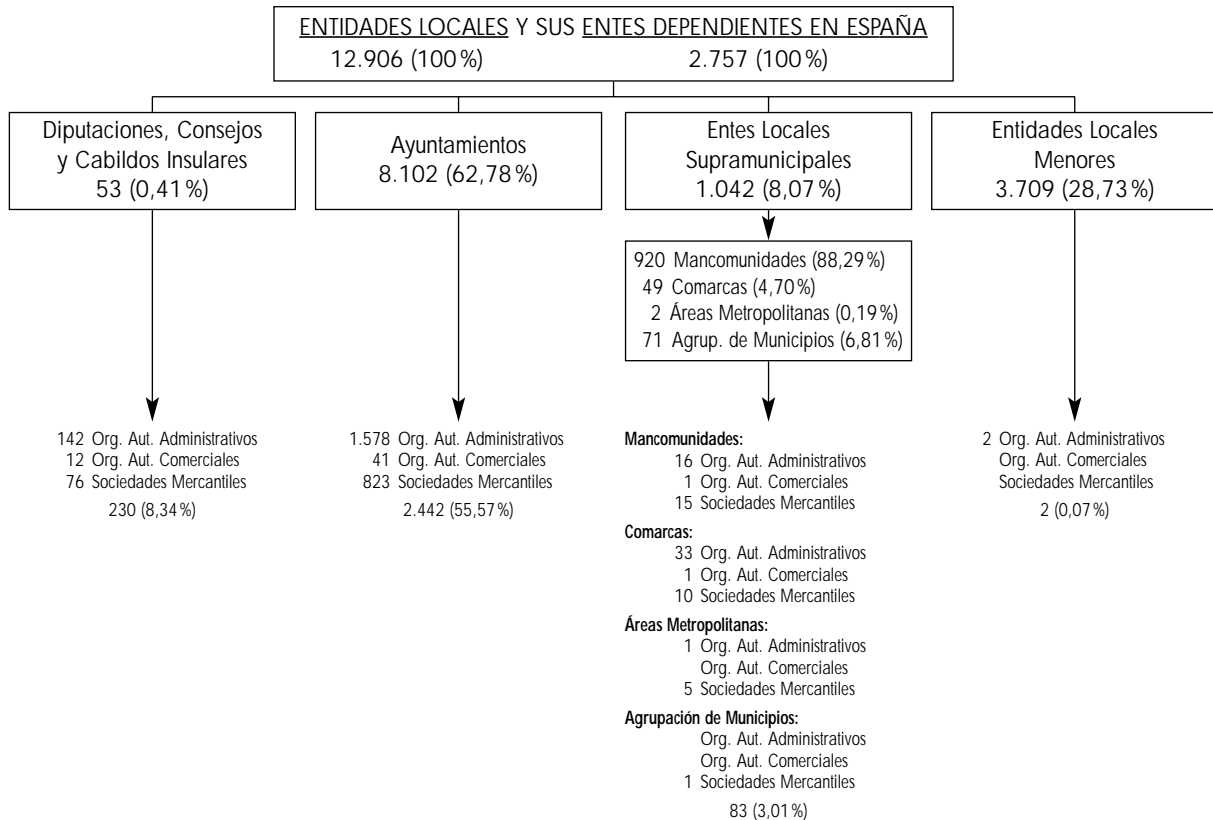 ENTIDADES LOCALES Y SUS ENTES DEPENDIENTES EN ESPAÑA
12.906 (100%) 2.757 (100%)
Diputaciones, Consejos
y Cabildos Insulares
53 (0,41%)
Ayuntamientos
8.102 (62,78%)
Entes Locales
Supramunicipales
1.042 (8,07%)
Entidades Locales
Menores
3.709 (28,73%)
920 Mancomunidades (88,29%)
49 Comarcas (4,70%)
2 Áreas Metropolitanas (0,19%)
71 Agrup. de Municipios (6,81%)
142 Org. Aut. Administrativos
12 Org. Aut. Comerciales
76 Sociedades Mercantiles
230 (8,34%)
1.578 Org. Aut. Administrativos
41 Org. Aut. Comerciales
823 Sociedades Mercantiles
2.442 (55,57%)
Mancomunidades:
16 Org. Aut. Administrativos
1 Org. Aut. Comerciales
15 Sociedades Mercantiles
Comarcas:
33 Org. Aut. Administrativos
1 Org. Aut. Comerciales
10 Sociedades Mercantiles
Áreas Metropolitanas:
1 Org. Aut. Administrativos
Org. Aut. Comerciales
5 Sociedades Mercantiles
Agrupación de Municipios:
Org. Aut. Administrativos
Org. Aut. Comerciales
1 Sociedades Mercantiles
83 (3,01%)
2 Org. Aut. Administrativos
Org. Aut. Comerciales
Sociedades Mercantiles
2 (0,07%)